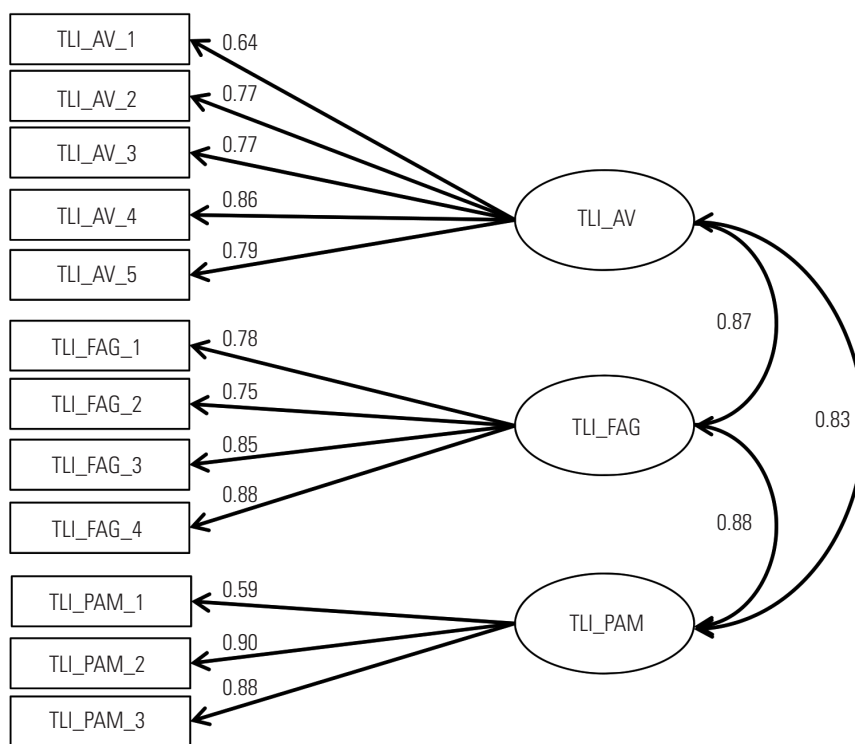 TLI_AV_1
0.64
TLI_AV_2
0.77
TLI_AV_3
0.77
TLI_AV_4
0.86
TLI_AV_5
0.79
TLI_AV
TLI_FAG_1
0.78
TLI_FAG_2
0.75
TLI_FAG_3
0.85
TLI_FAG_4
0.88
TLI_FAG
TLI_PAM_1
0.59
TLI_PAM_2
0.90
TLI_PAM_3
0.88
TLI_PAM
0.87
0.83
0.88